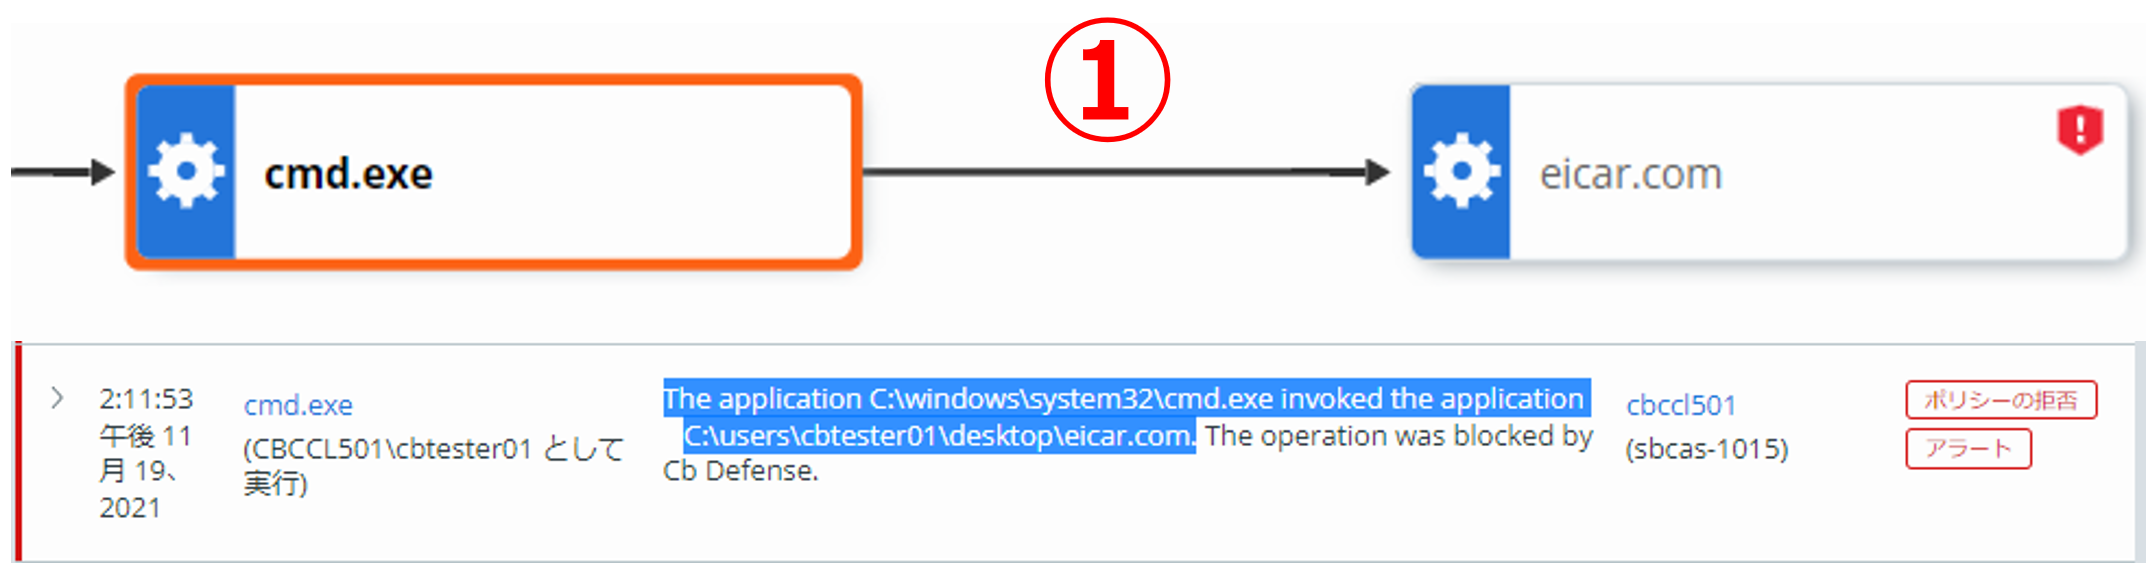 ①
cmd.exe
eicar.com
2:11:53
午後 11
月 19、
2021
cmd.exe
(CBCCL501\cbtester01 として
実行)
The application C:\windows\system32\cmd.exe invoked the application
C:\users\cbtester01\desktop\eicar.com. The operation was blocked by
Cb Defense.
cbccl501
(sbcas-1015)
ポリシーの拒否
アラート